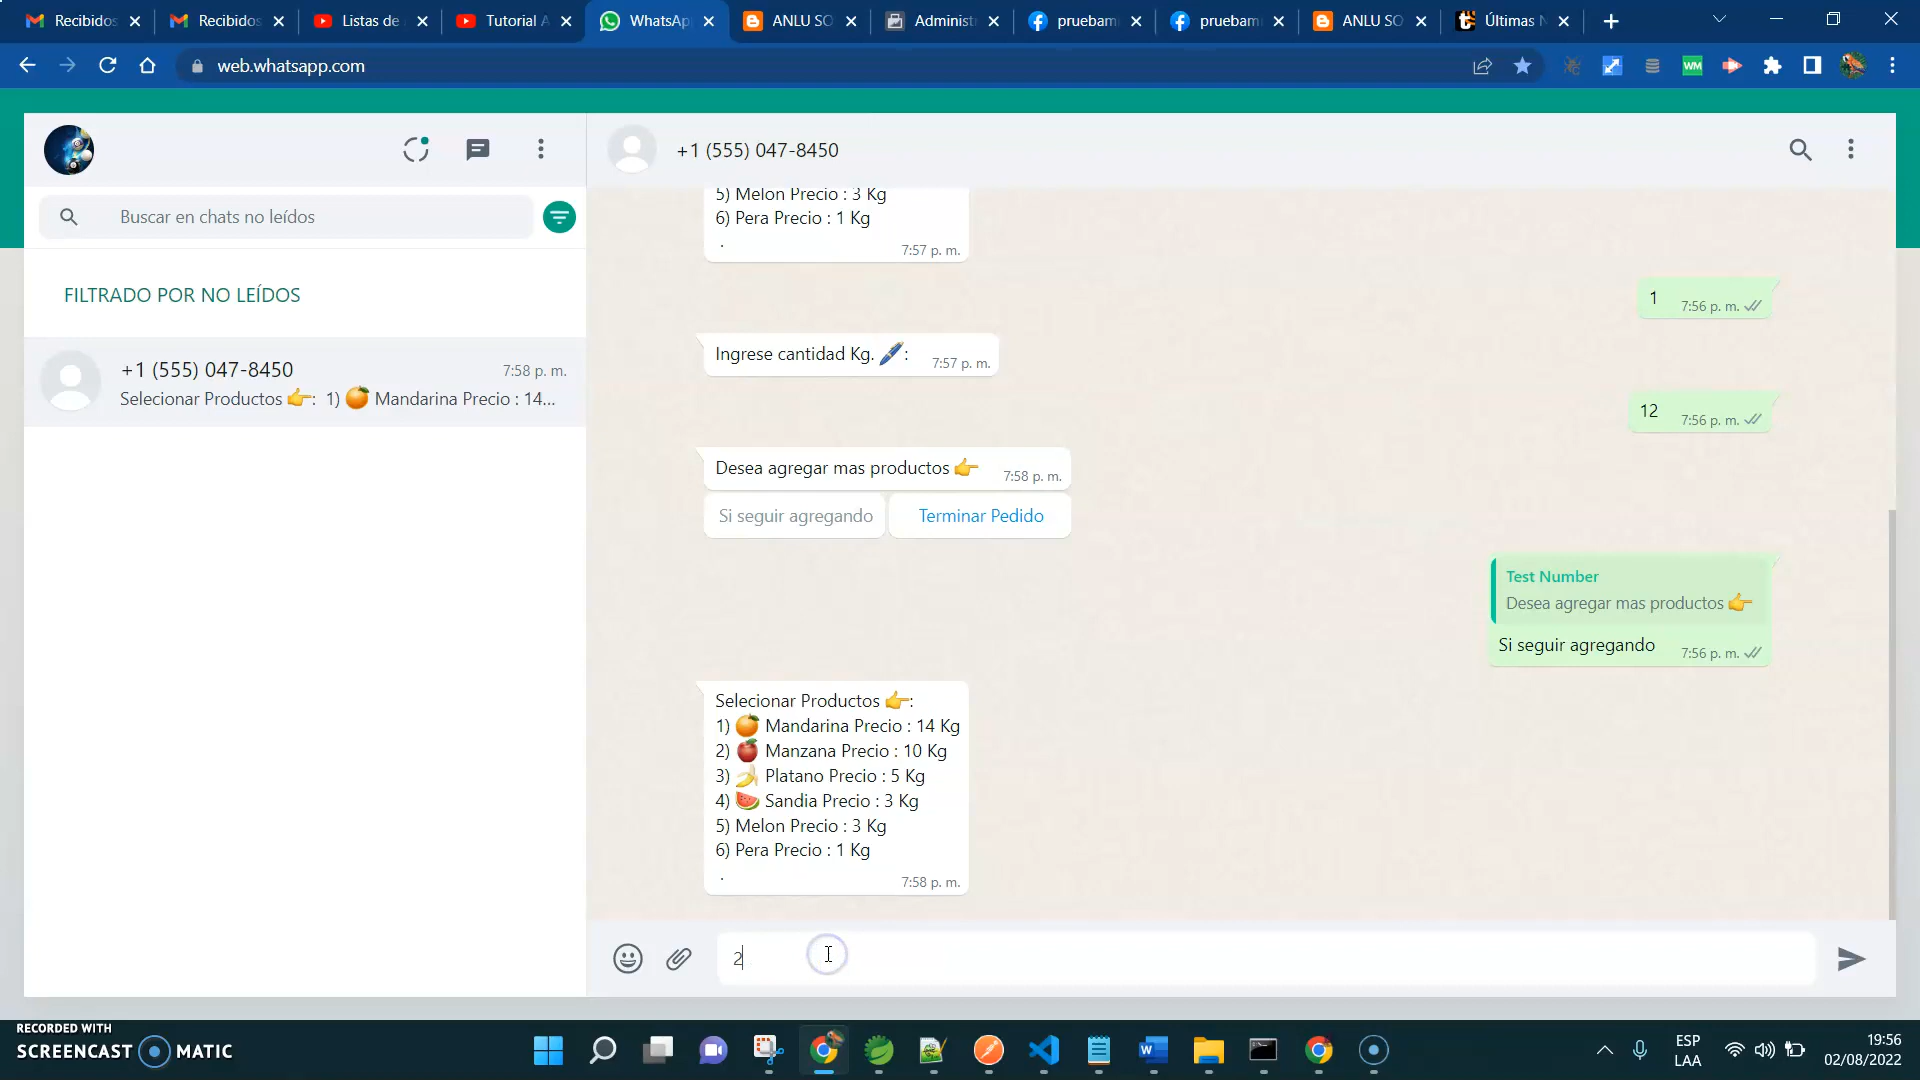 Recibidos
Recibidos
Listas de
Tutorial A
WhatsAp
ANLU SO
Administ
pruebam
pruebam
ANLU SO
Últimas N
web.whatsapp.com
WM
Buscar en chats no leídos
FILTRADO POR NO LEÍDOS
+1 (555) 047-8450
7:58 p. m.
Selecionar Productos 👉: 1) 🍊 Mandarina Precio : 14...
+1 (555) 047-8450
5) Melon Precio : 3 Kg
6) Pera Precio : 1 Kg
.
7:57 p. m.
1
7:56 p. m.
Ingrese cantidad Kg. 🖊️:
7:57 p. m.
12
7:56 p. m.
Desea agregar mas productos 👉
7:58 p. m.
Si seguir agregando
Terminar Pedido
Test Number
Desea agregar mas productos 👉
Si seguir agregando
7:56 p. m.
Selecionar Productos 👉:
1) 🍊 Mandarina Precio : 14 Kg
2) 🍎 Manzana Precio : 10 Kg
3) 🍌 Platano Precio : 5 Kg
4) 🍉 Sandia Precio : 3 Kg
5) Melon Precio : 3 Kg
6) Pera Precio : 1 Kg
.
7:58 p. m.
2
RECORDED WITH
SCREENCAST MATIC
ESP
LAA
19:56
02/08/2022